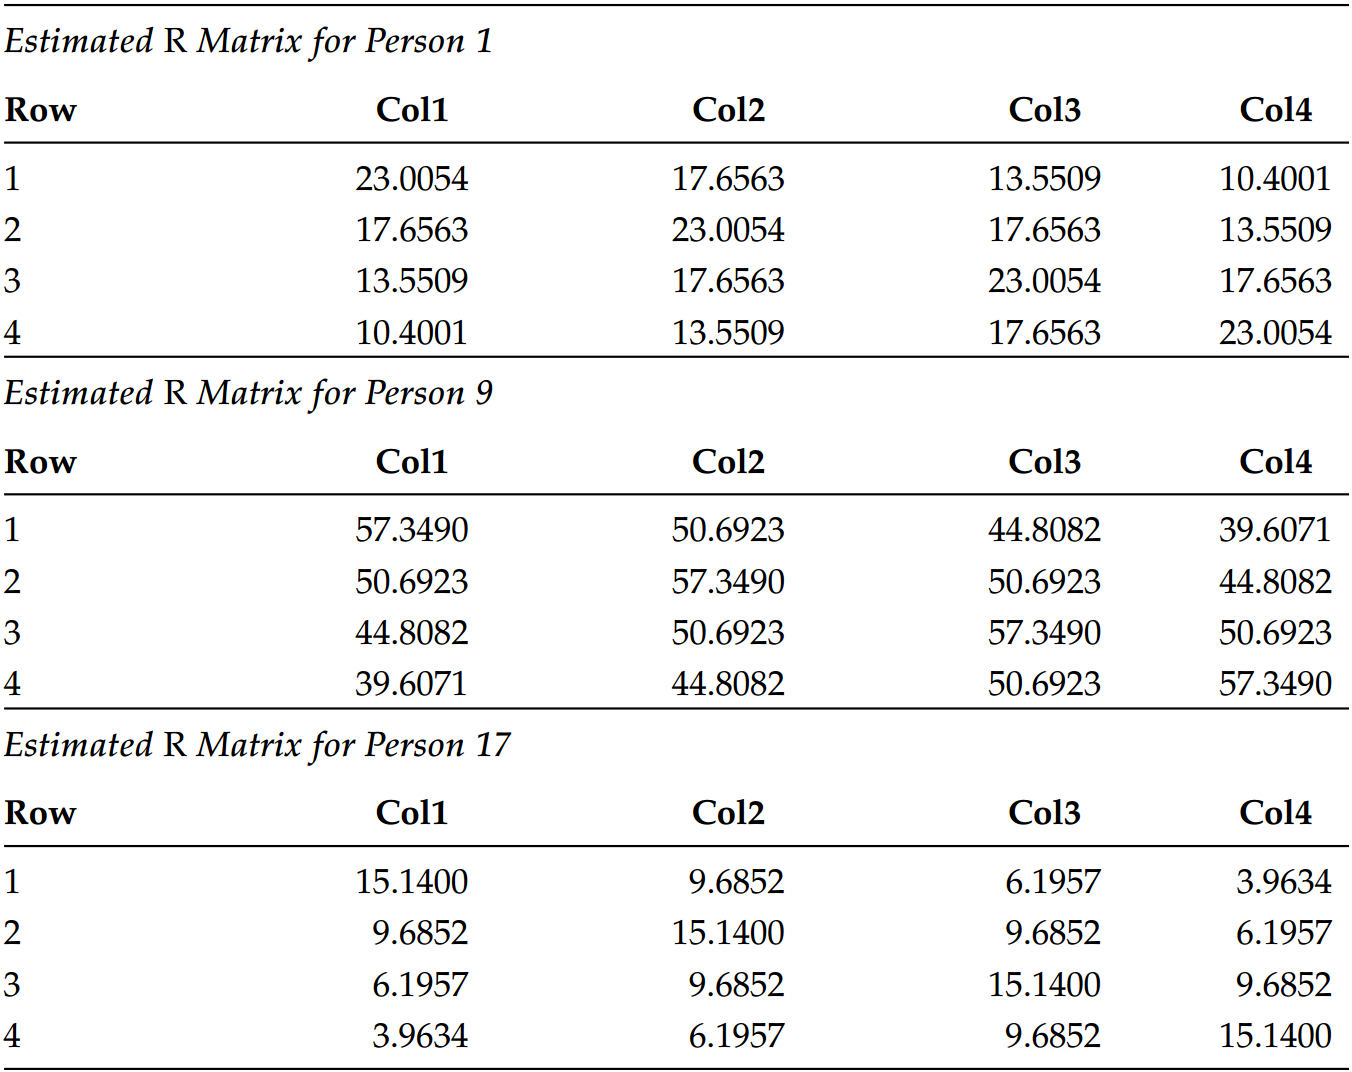 Estimated R Matrix for Person 1
Row Col1 Col2 Col3 Col4
1 23.0054 17.6563 13.5509 10.4001
2 17.6563 23.0054 17.6563 13.5509
3 13.5509 17.6563 23.0054 17.6563
4 10.4001 13.5509 17.6563 23.0054
Estimated R Matrix for Person 9
Row Col1 Col2 Col3 Col4
1 57.3490 50.6923 44.8082 39.6071
2 50.6923 57.3490 50.6923 44.8082
3 44.8082 50.6923 57.3490 50.6923
4 39.6071 44.8082 50.6923 57.3490
Estimated R Matrix for Person 17
Row Col1 Col2 Col3 Col4
1 15.1400 9.6852 6.1957 3.9634
2 9.6852 15.1400 9.6852 6.1957
3 6.1957 9.6852 15.1400 9.6852
4 3.9634 6.1957 9.6852 15.1400